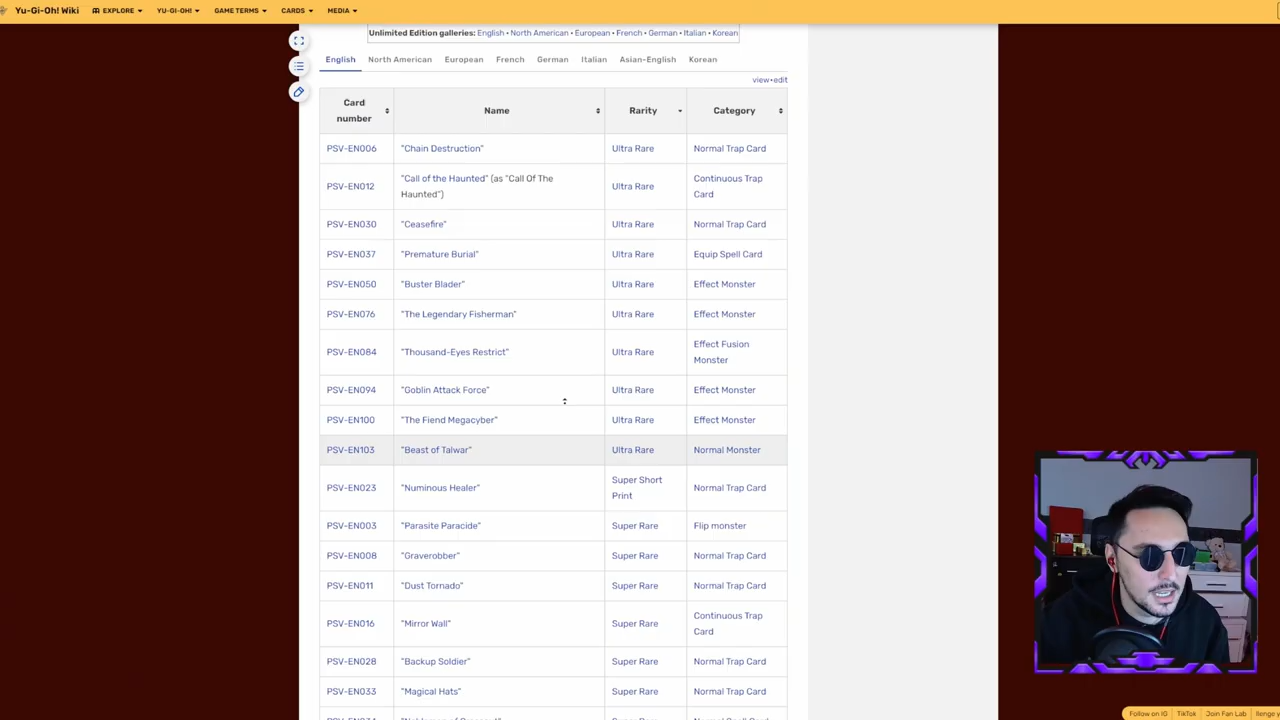 Yu-Gi-Oh! Wiki EXPLORE YU-GI-OH! GAME TERMS CARDS MEDIA
Unlimited Edition galleries: English • North American • European • French • German • Italian • Korean
English North American European French German Italian Asian-English Korean
view•edit
Card number Name Rarity Category
PSV-EN006 "Chain Destruction" Ultra Rare Normal Trap Card
PSV-EN012 "Call of the Haunted" (as "Call Of The Haunted") Ultra Rare Continuous Trap Card
PSV-EN030 "Ceasefire" Ultra Rare Normal Trap Card
PSV-EN037 "Premature Burial" Ultra Rare Equip Spell Card
PSV-EN050 "Buster Blader" Ultra Rare Effect Monster
PSV-EN076 "The Legendary Fisherman" Ultra Rare Effect Monster
PSV-EN084 "Thousand-Eyes Restrict" Ultra Rare Effect Fusion Monster
PSV-EN094 "Goblin Attack Force" Ultra Rare Effect Monster
PSV-EN100 "The Fiend Megacyber" Ultra Rare Effect Monster
PSV-EN103 "Beast of Talwar" Ultra Rare Normal Monster
PSV-EN023 "Numinous Healer" Super Short Print Normal Trap Card
PSV-EN003 "Parasite Paracide" Super Rare Flip monster
PSV-EN008 "Graverobber" Super Rare Normal Trap Card
PSV-EN011 "Dust Tornado" Super Rare Normal Trap Card
PSV-EN016 "Mirror Wall" Super Rare Continuous Trap Card
PSV-EN028 "Backup Soldier" Super Rare Normal Trap Card
PSV-EN033 "Magical Hats" Super Rare Normal Trap Card
Follow on IG TikTok Join Fan Lab